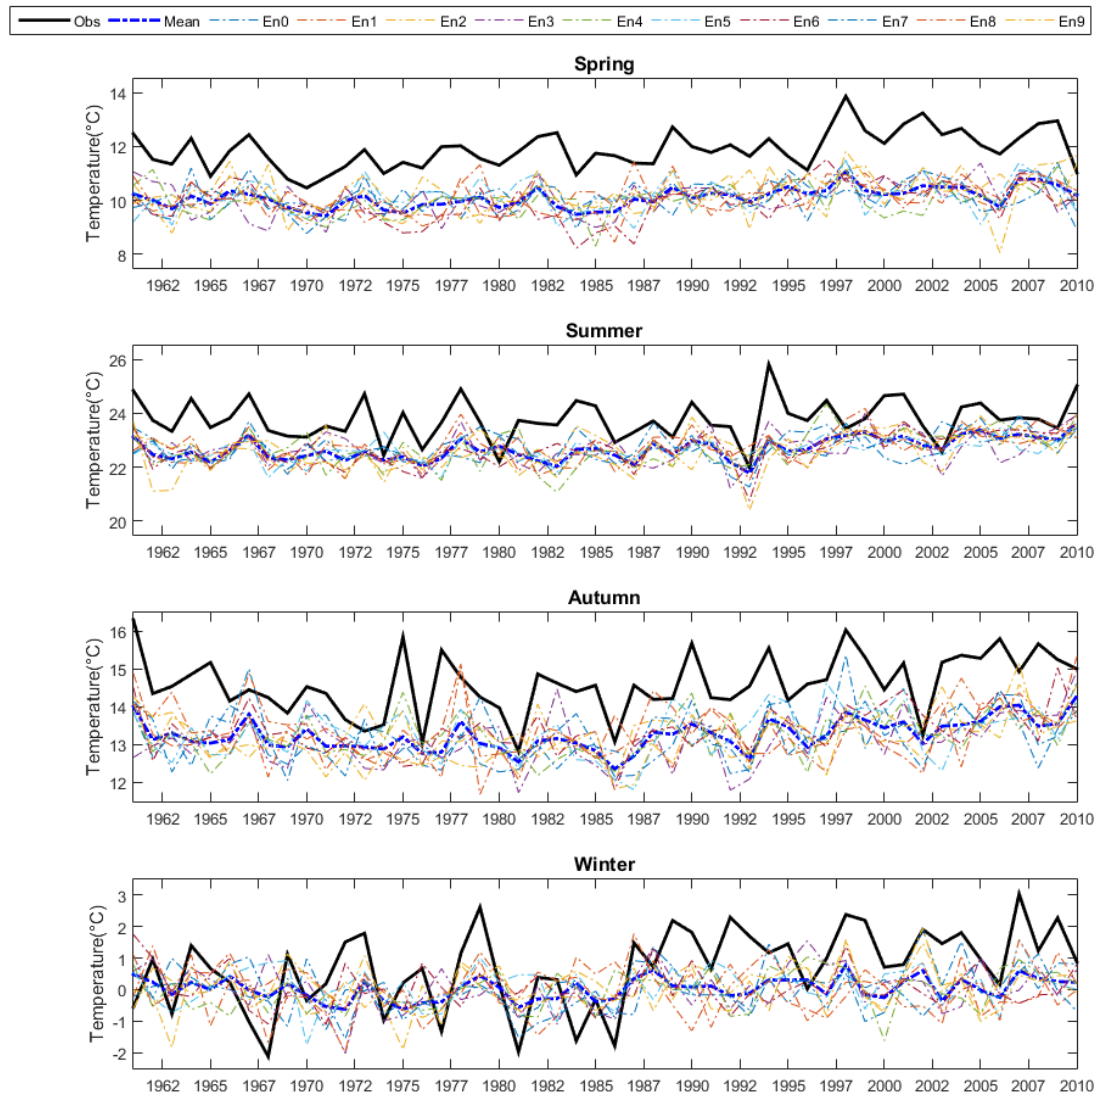 Obs Mean En0 En1 En2 En3 En4 En5 En6 En7 En8 En9
Spring
Temperature(°C)
14
12
10
8
1962 1965 1967 1970 1972 1975 1977 1980 1982 1985 1987 1990 1992 1995 1997 2000 2002 2005 2007 2010
Summer
Temperature(°C)
26
24
22
20
1962 1965 1967 1970 1972 1975 1977 1980 1982 1985 1987 1990 1992 1995 1997 2000 2002 2005 2007 2010
Autumn
Temperature(°C)
16
15
14
13
12
1962 1965 1967 1970 1972 1975 1977 1980 1982 1985 1987 1990 1992 1995 1997 2000 2002 2005 2007 2010
Winter
Temperature(°C)
3
2
1
0
-1
-2
1962 1965 1967 1970 1972 1975 1977 1980 1982 1985 1987 1990 1992 1995 1997 2000 2002 2005 2007 2010